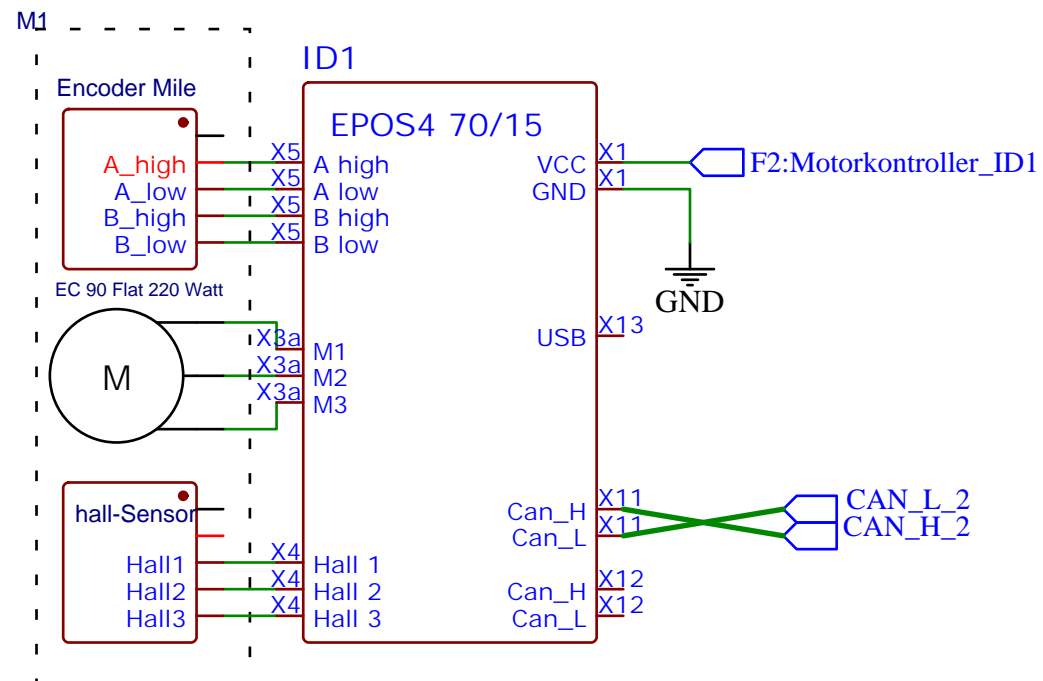 M1
ID1
Encoder Mile
EPOS4 70/15
A_high
A_low
B_high
B_low
X5
X5
X5
X5
A high
A low
B high
B low
VCC
GND
X1
X1
F2:Motorkontroller_ID1
GND
EC 90 Flat 220 Watt
M
X3a
X3a
X3a
M1
M2
M3
USB
X13
hall-Sensor
Hall1
Hall2
Hall3
X4
X4
X4
Hall 1
Hall 2
Hall 3
Can_H
Can_L
X11
X11
CAN_L_2
CAN_H_2
Can_H
Can_L
X12
X12